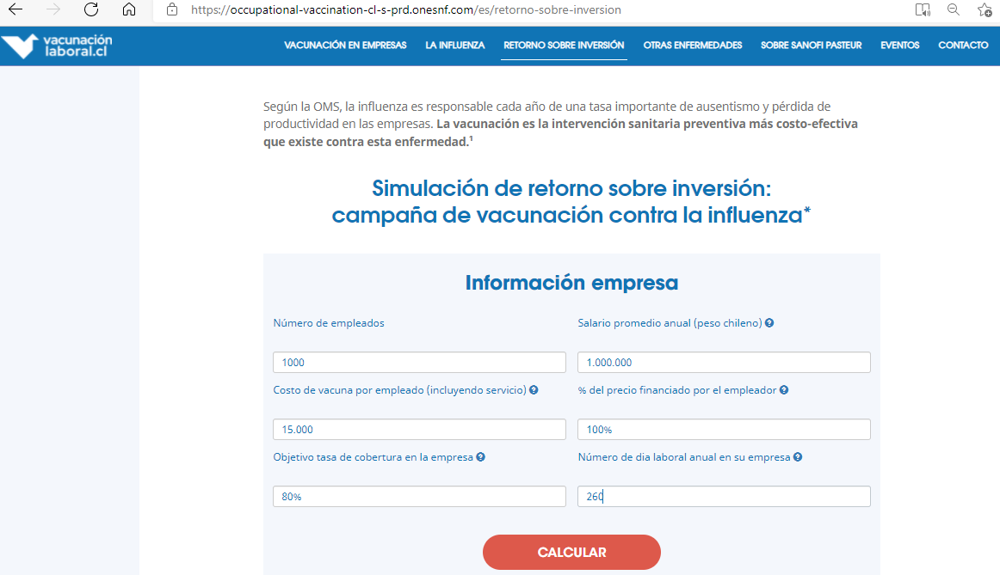 https://occupational-vaccination-cl-s-prd.onesnf.com/es/retorno-sobre-inversion
vacunación
laboral.cl
VACUNACIÓN EN EMPRESAS LA INFLUENZA RETORNO SOBRE INVERSIÓN OTRAS ENFERMEDADES SOBRE SANOFI PASTEUR EVENTOS CONTACTO
Según la OMS, la influenza es responsable cada año de una tasa importante de ausentismo y pérdida de
productividad en las empresas. La vacunación es la intervención sanitaria preventiva más costo-efectiva
que existe contra esta enfermedad.¹
Simulación de retorno sobre inversión:
campaña de vacunación contra la influenza*
Información empresa
Número de empleados
Salario promedio anual (peso chileno)
1000
1.000.000
Costo de vacuna por empleado (incluyendo servicio)
% del precio financiado por el empleador
15.000
100%
Objetivo tasa de cobertura en la empresa
Número de dia laboral anual en su empresa
80%
260
CALCULAR